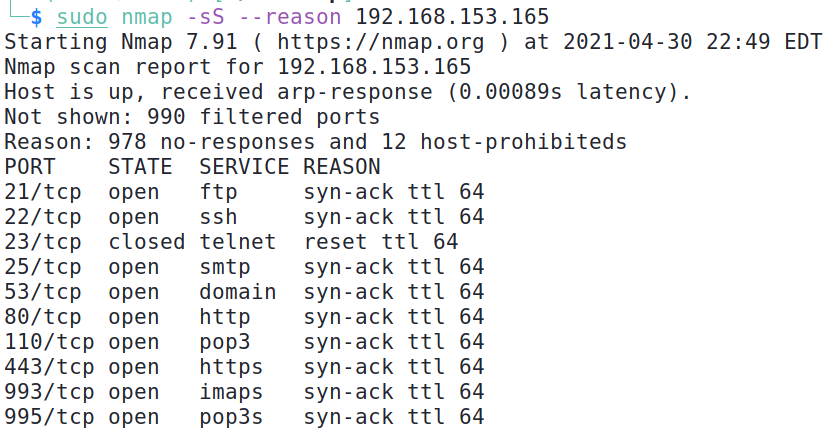 $ sudo nmap -sS --reason 192.168.153.165
Starting Nmap 7.91 ( https://nmap.org ) at 2021-04-30 22:49 EDT
Nmap scan report for 192.168.153.165
Host is up, received arp-response (0.00089s latency).
Not shown: 990 filtered ports
Reason: 978 no-responses and 12 host-prohibiteds
PORT    STATE  SERVICE REASON
21/tcp  open   ftp     syn-ack ttl 64
22/tcp  open   ssh     syn-ack ttl 64
23/tcp  closed telnet  reset ttl 64
25/tcp  open   smtp    syn-ack ttl 64
53/tcp  open   domain  syn-ack ttl 64
80/tcp  open   http    syn-ack ttl 64
110/tcp open   pop3    syn-ack ttl 64
443/tcp open   https   syn-ack ttl 64
993/tcp open   imaps   syn-ack ttl 64
995/tcp open   pop3s   syn-ack ttl 64